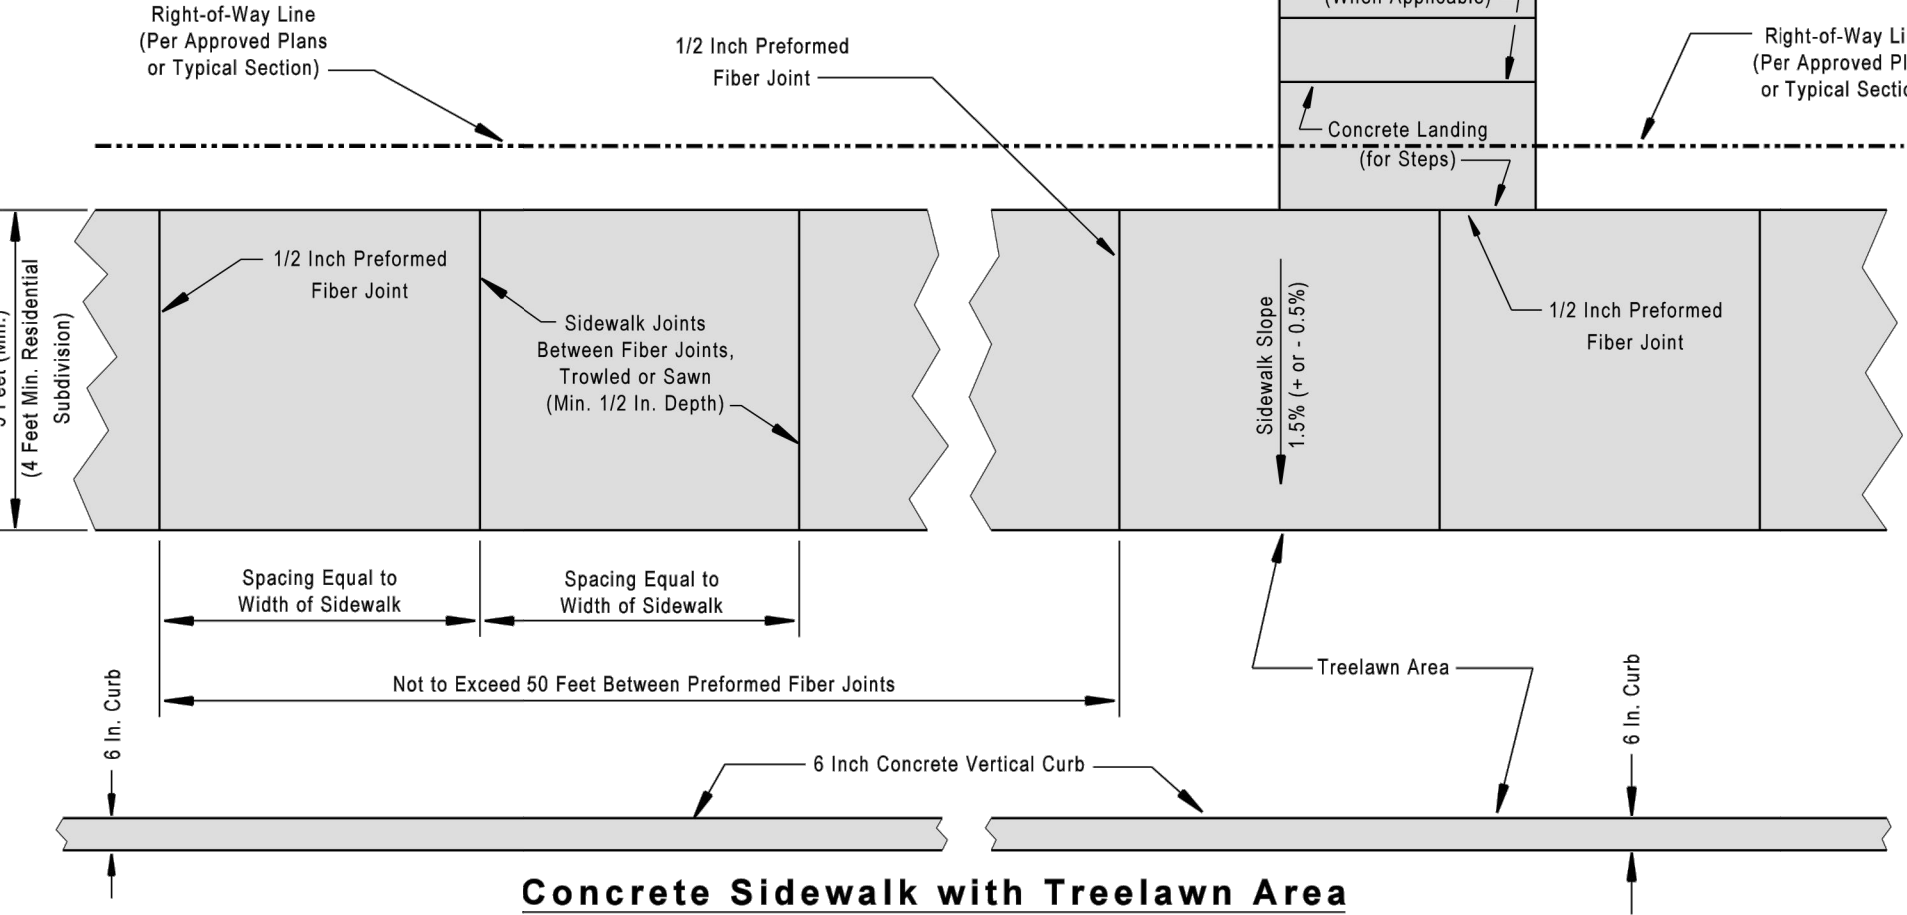 Right-of-Way Line
(Per Approved Plans
or Typical Section)
1/2 Inch Preformed
Fiber Joint
(When Applicable)
Right-of-Way Li
(Per Approved Pl
or Typical Sectio
Concrete Landing
(for Steps)
(4 Feet Min. Residential
Subdivision)
1/2 Inch Preformed
Fiber Joint
Sidewalk Joints
Between Fiber Joints,
Trowled or Sawn
(Min. 1/2 In. Depth)
Sidewalk Slope
1.5% (+ or - 0.5%)
1/2 Inch Preformed
Fiber Joint
Spacing Equal to
Width of Sidewalk
Spacing Equal to
Width of Sidewalk
Not to Exceed 50 Feet Between Preformed Fiber Joints
Treelawn Area
6 In. Curb
6 In. Curb
6 Inch Concrete Vertical Curb
Concrete Sidewalk with Treelawn Area